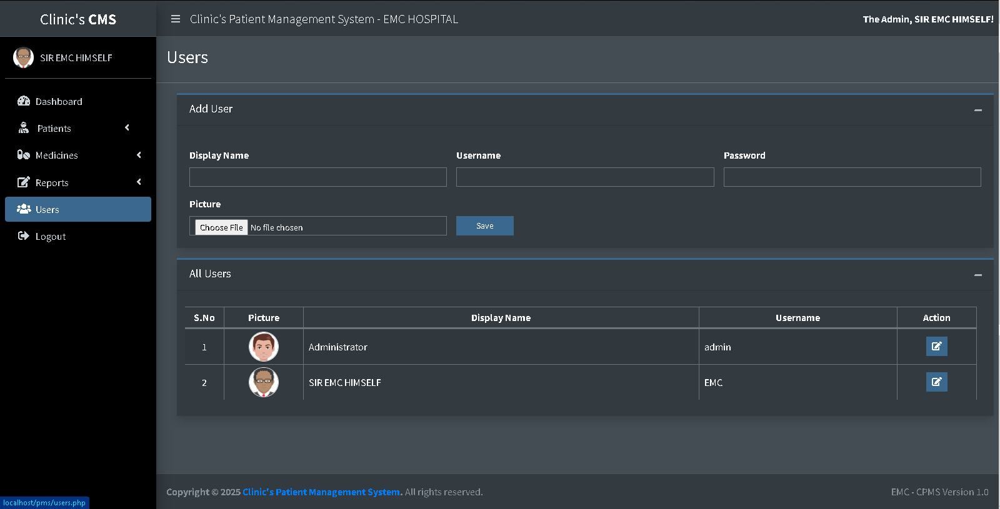 Clinic's CMS
Clinic's Patient Management System - EMC HOSPITAL
The Admin, SIR EMC HIMSELF!
SIR EMC HIMSELF
Dashboard
Patients
Medicines
Reports
Users
Logout
Users
Add User
Display Name
Username
Password
Picture
Choose File No file chosen
Save
All Users
S.No Picture Display Name Username Action
1 Administrator admin
2 SIR EMC HIMSELF EMC
Copyright © 2025 Clinic's Patient Management System. All rights reserved.
EMC - CPMS Version 1.0
localhost/pms/users.php